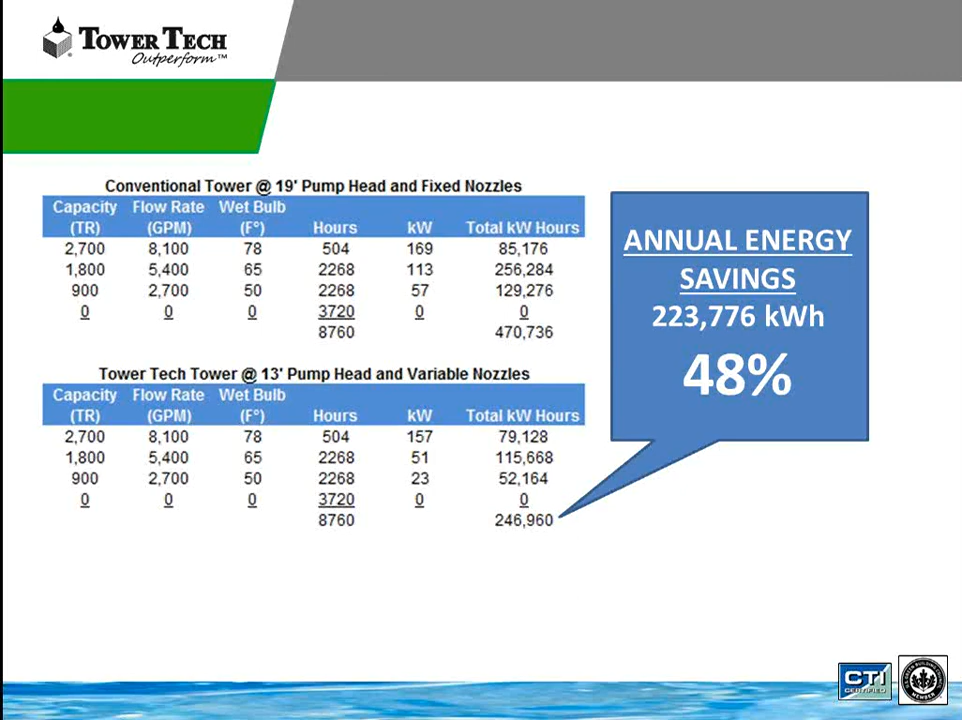 TOWER TECH
Outperform™
Conventional Tower @ 19' Pump Head and Fixed Nozzles
Capacity Flow Rate Wet Bulb
(TR) (GPM) (F°) Hours kW Total kW Hours
2,700 8,100 78 504 169 85,176
1,800 5,400 65 2268 113 256,284
900 2,700 50 2268 57 129,276
0 0 0 3720 0 0
8760 470,736
Tower Tech Tower @ 13' Pump Head and Variable Nozzles
Capacity Flow Rate Wet Bulb
(TR) (GPM) (F°) Hours kW Total kW Hours
2,700 8,100 78 504 157 79,128
1,800 5,400 65 2268 51 115,668
900 2,700 50 2268 23 52,164
0 0 0 3720 0 0
8760 246,960
ANNUAL ENERGY
SAVINGS
223,776 kWh
48%
CTI
CERTIFIED
MEMBER